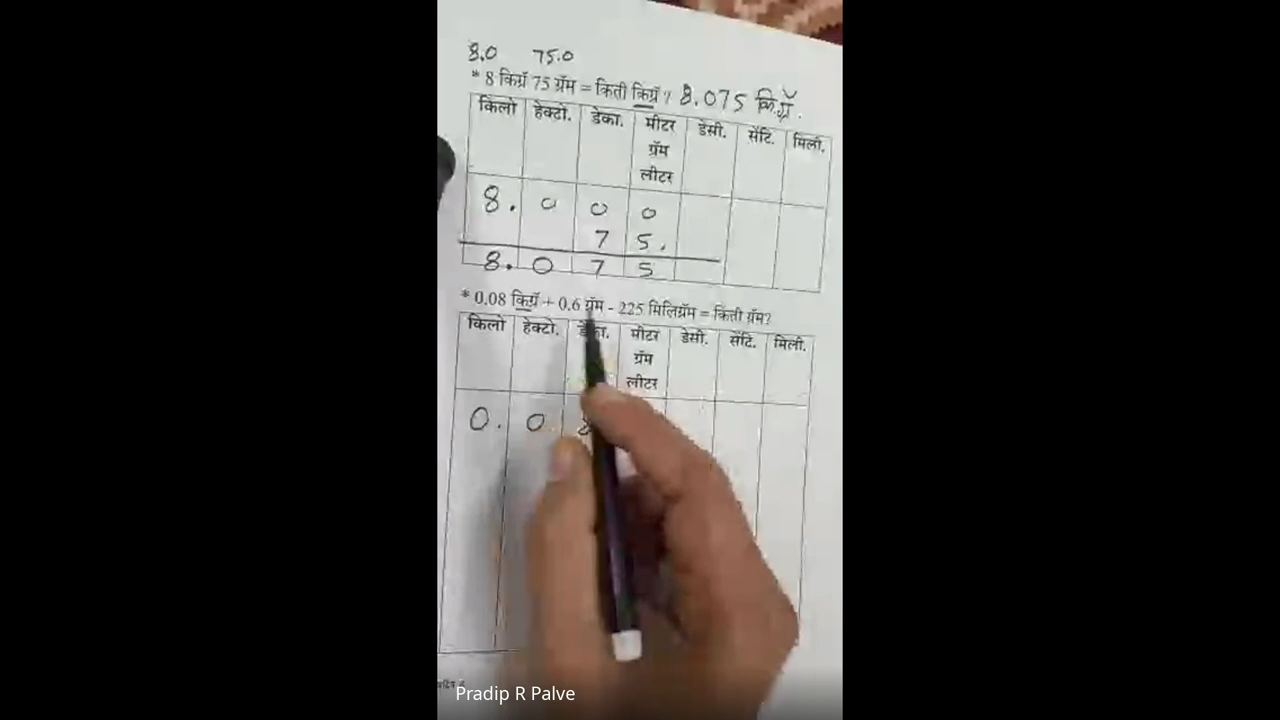 8.0 75.0
* 8 किग्रॅ 75 ग्रॅम = किती किग्रॅ ? 8.075 कि.ग्रॅ.
किलो हेक्टो. डेका. मीटर ग्रॅम लीटर डेसी. सेंटि. मिली.
8. 0 0 0
7 5.
8. 0 7 5
* 0.08 किग्रॅ + 0.6 ग्रॅम - 225 मिलिग्रॅम = किती ग्रॅम?
किलो हेक्टो. डेका. मीटर ग्रॅम लीटर डेसी. सेंटि. मिली.
0. 0
Pradip R Palve